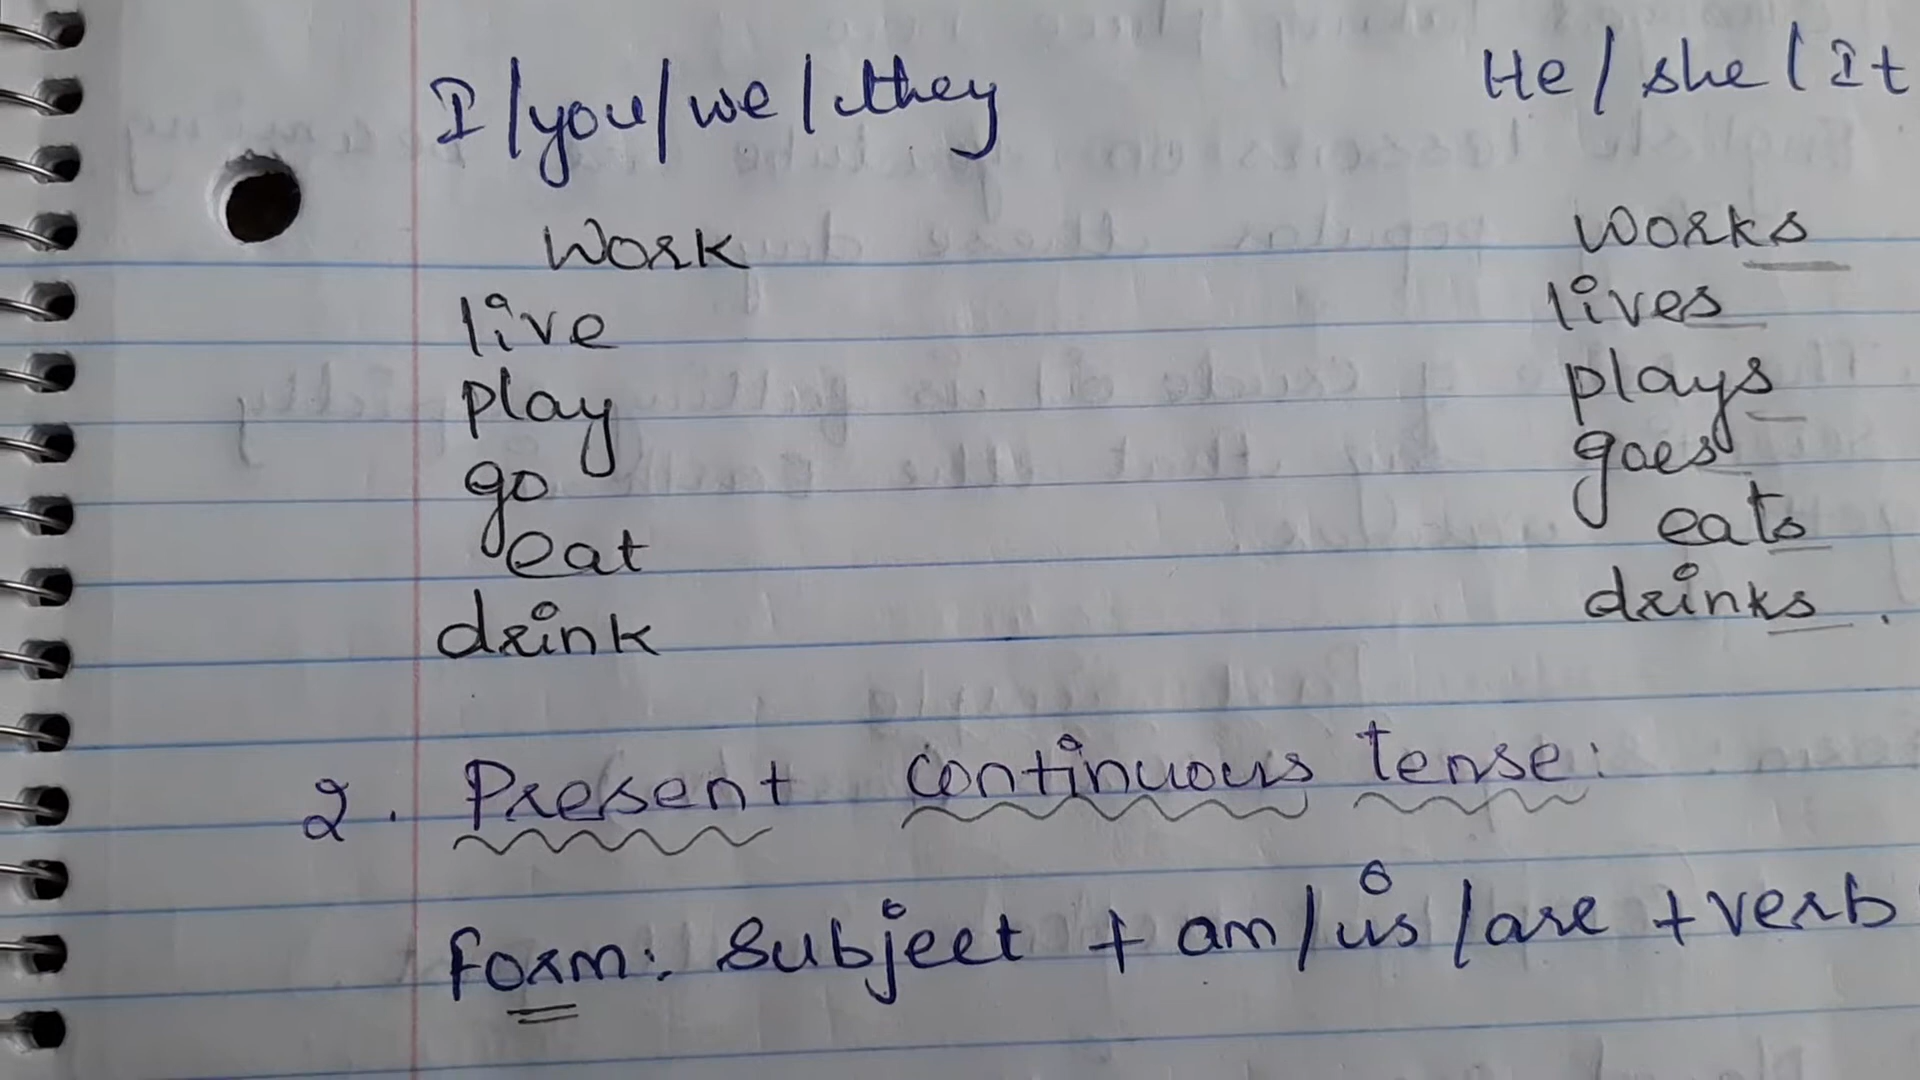 I/you/we/they He/she/It
work works
live lives
play plays
go goes
eat eats
drink drinks.
2. Present continuous tense:
Form: Subject + am/is/are + verb